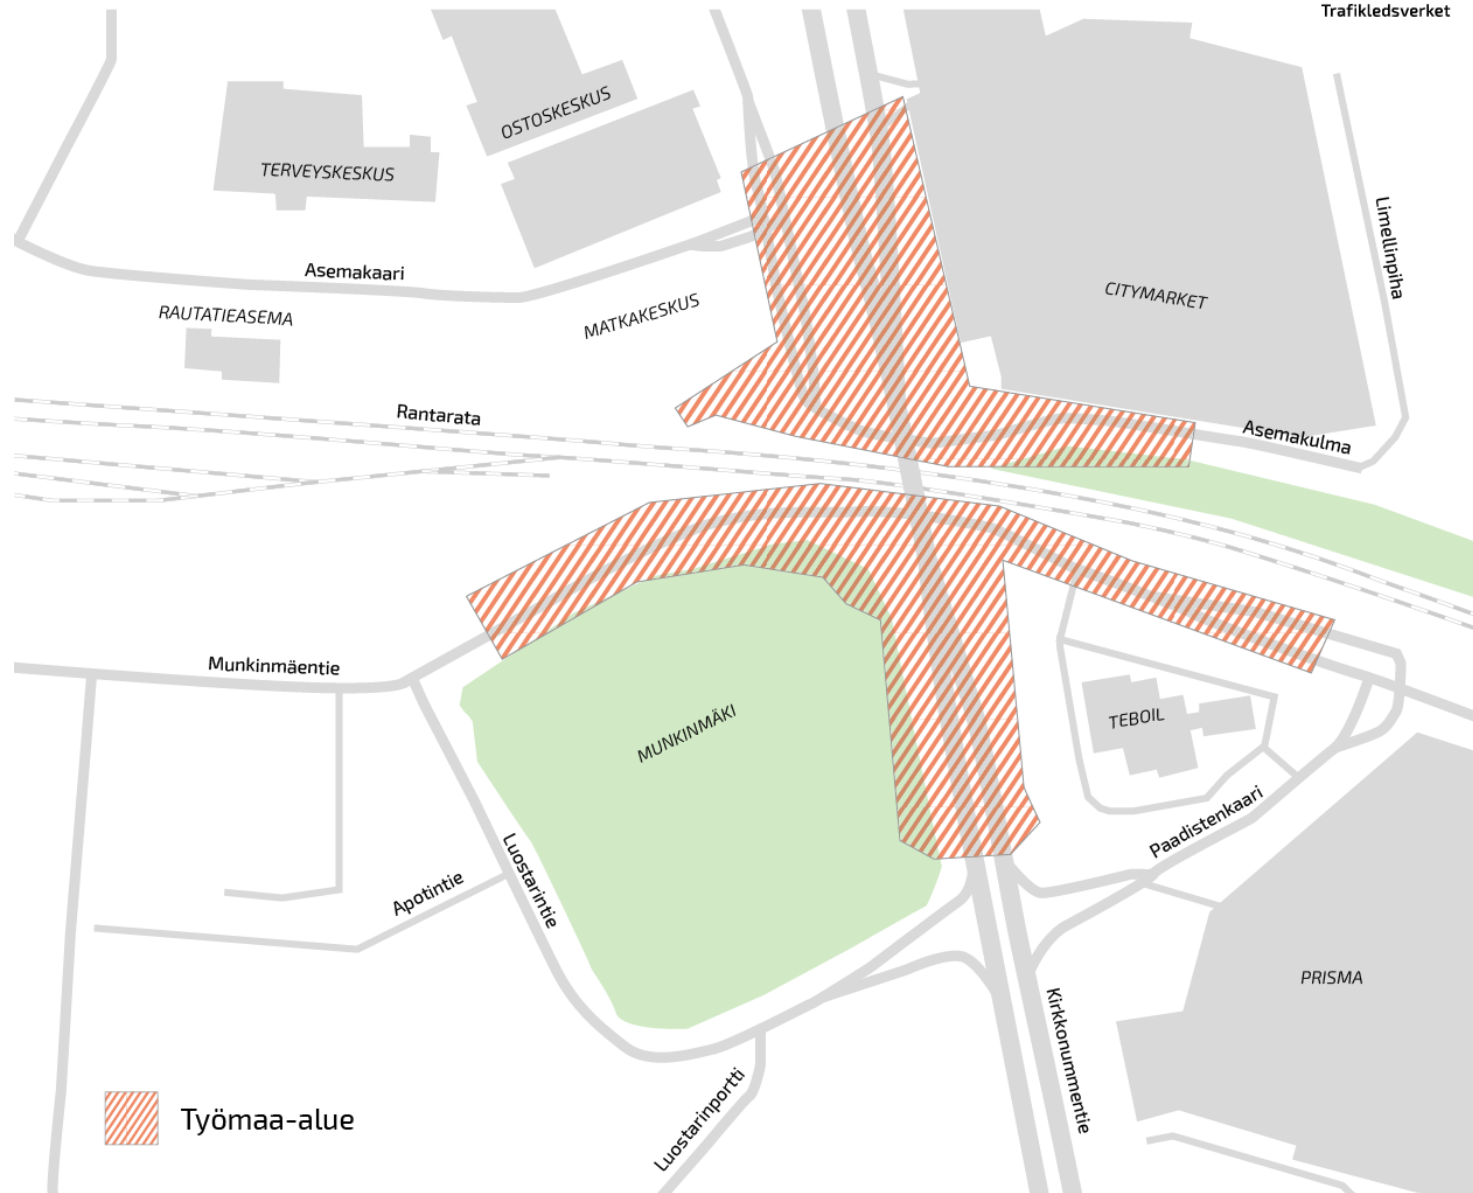 Trafikledsverket
OSTOSKESKUS
TERVEYSKESKUS
Limellinpiha
Asemakaari
CITYMARKET
RAUTATIEASEMA
MATKAKESKUS
Rantarata
Asemakulma
Munkinmäentie
MUNKINMÄKI
TEBOIL
Paadistenkaari
Luostarintie
Apotintie
PRISMA
Kirkkonummentie
Luostarinportti
Työmaa-alue